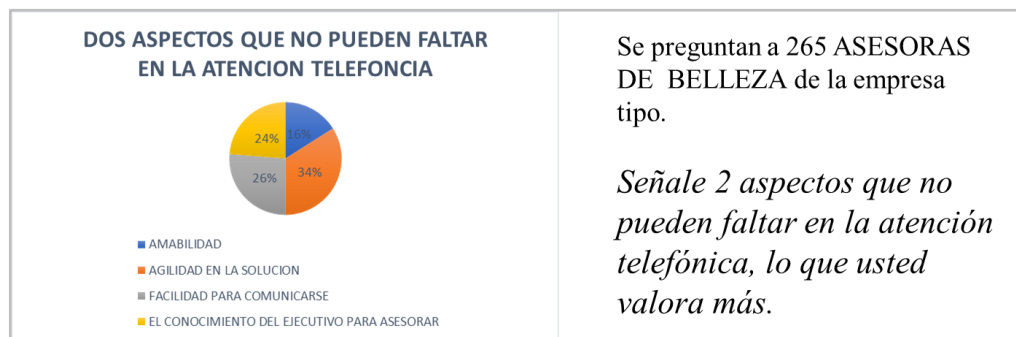 DOS ASPECTOS QUE NO PUEDEN FALTAR
EN LA ATENCION TELEFONCIA
16%
34%
26%
24%
AMABILIDAD
AGILIDAD EN LA SOLUCION
FACILIDAD PARA COMUNICARSE
EL CONOCIMIENTO DEL EJECUTIVO PARA ASESORAR
Se preguntan a 265 ASESORAS
DE BELLEZA de la empresa
tipo.
Señale 2 aspectos que no
pueden faltar en la atención
telefónica, lo que usted
valora más.